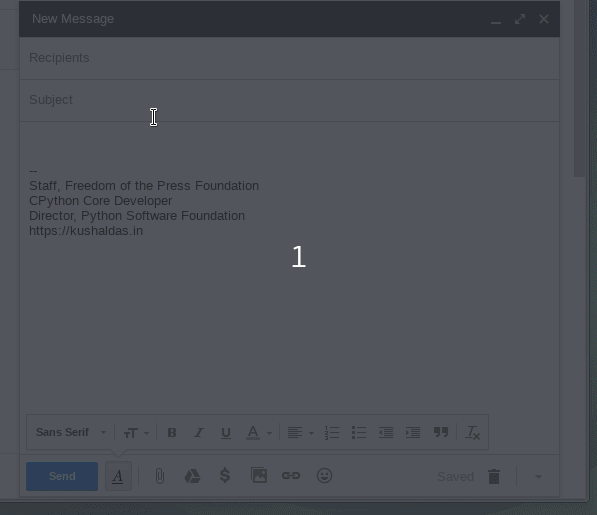 New Message
Recipients
Subject
--
Staff, Freedom of the Press Foundation
CPython Core Developer
Director, Python Software Foundation
https://kushaldas.in
1
Sans Serif
Send
Saved